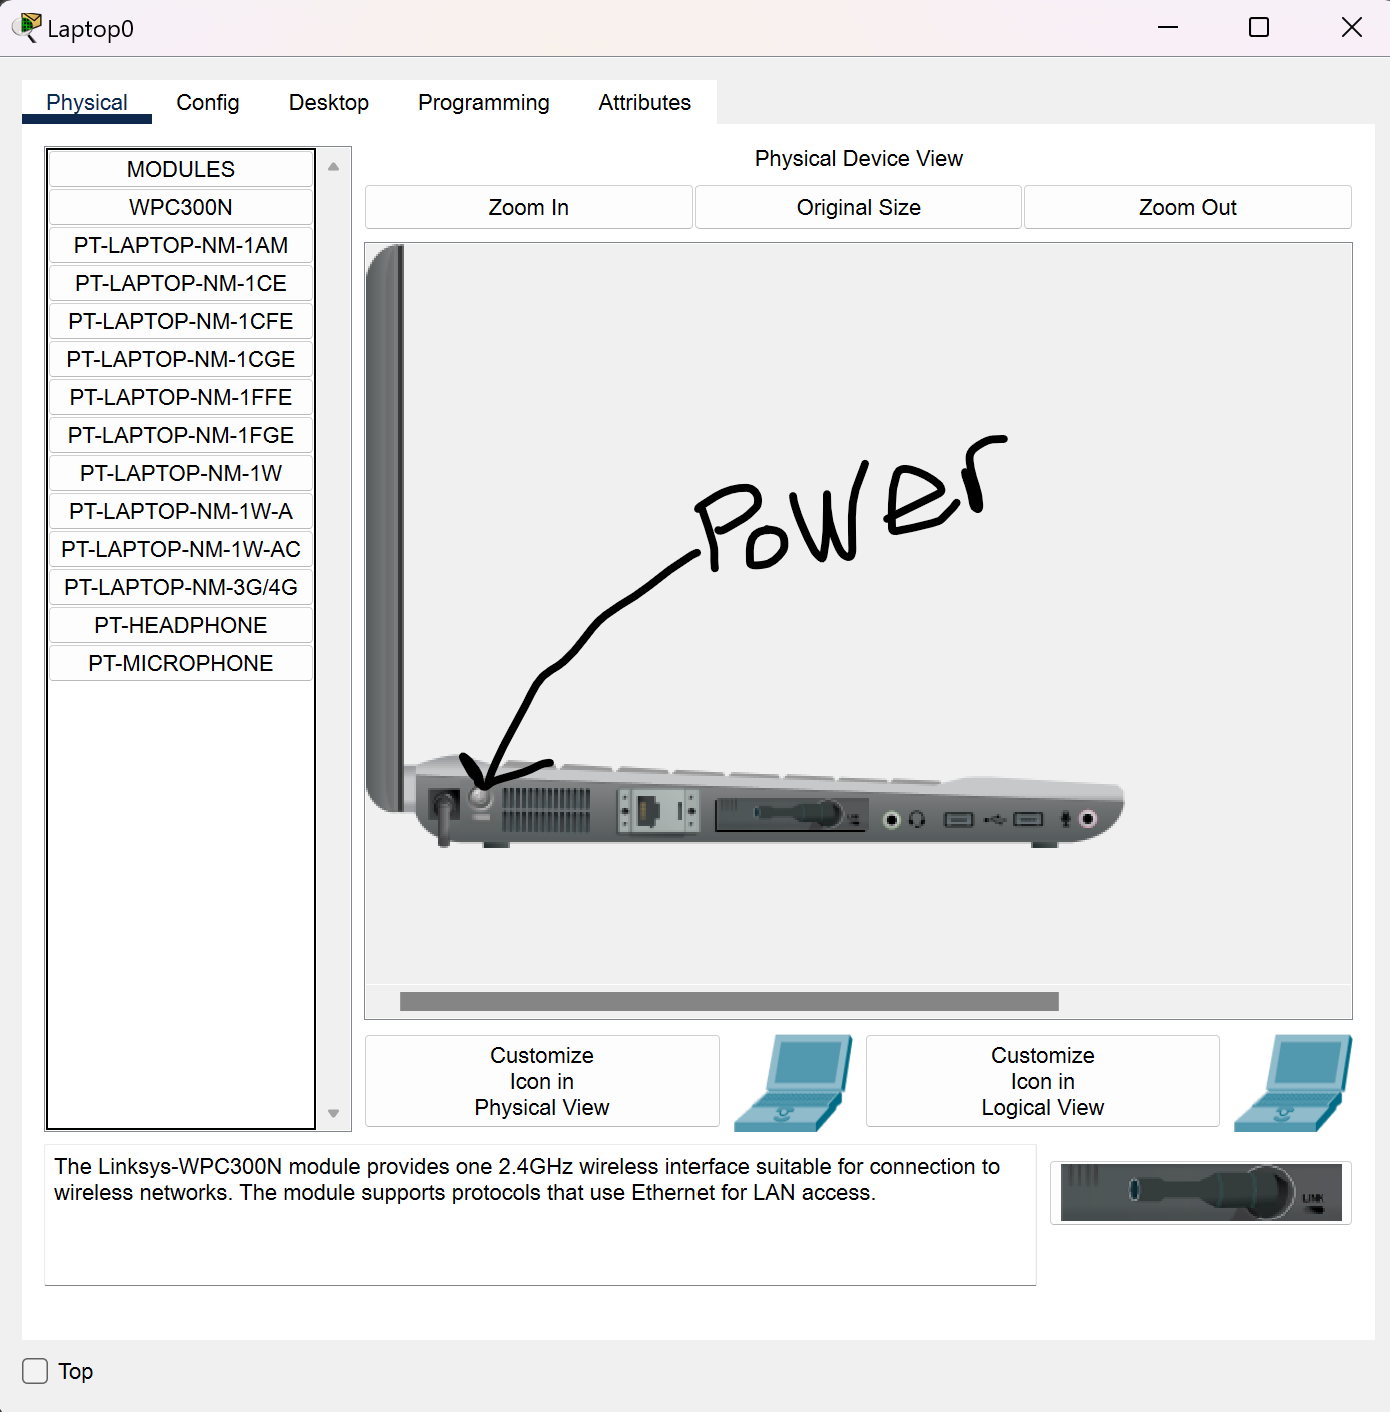 Laptop0
Physical
Config
Desktop
Programming
Attributes
MODULES
WPC300N
PT-LAPTOP-NM-1AM
PT-LAPTOP-NM-1CE
PT-LAPTOP-NM-1CFE
PT-LAPTOP-NM-1CGE
PT-LAPTOP-NM-1FFE
PT-LAPTOP-NM-1FGE
PT-LAPTOP-NM-1W
PT-LAPTOP-NM-1W-A
PT-LAPTOP-NM-1W-AC
PT-LAPTOP-NM-3G/4G
PT-HEADPHONE
PT-MICROPHONE
Physical Device View
Zoom In
Original Size
Zoom Out
Power
Customize
Icon in
Physical View
Customize
Icon in
Logical View
The Linksys-WPC300N module provides one 2.4GHz wireless interface suitable for connection to
wireless networks. The module supports protocols that use Ethernet for LAN access.
LINK
Top